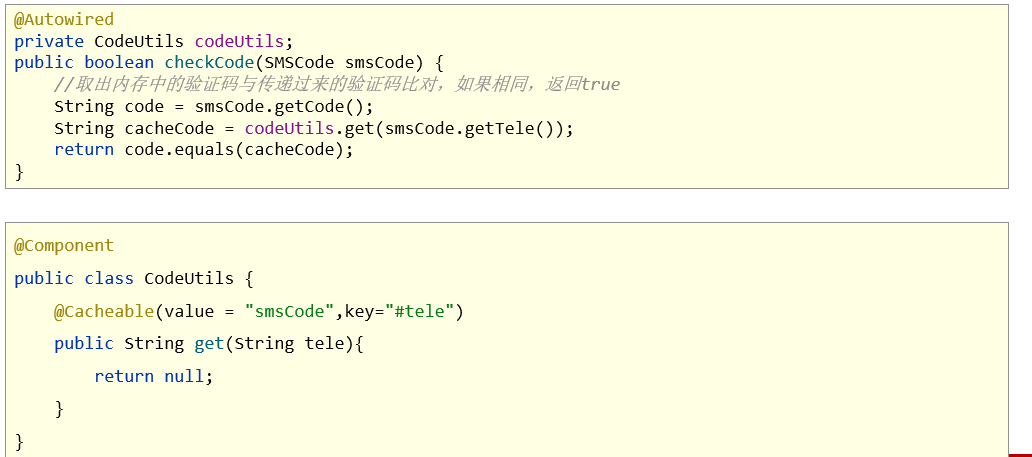 @Autowired
private CodeUtils codeUtils;
public boolean checkCode(SMSCode smsCode) {
    //取出内存中的验证码与传递过来的验证码比对，如果相同，返回true
    String code = smsCode.getCode();
    String cacheCode = codeUtils.get(smsCode.getTele());
    return code.equals(cacheCode);
}
@Component
public class CodeUtils {
    @Cacheable(value = "smsCode",key="#tele")
    public String get(String tele){
        return null;
    }
}